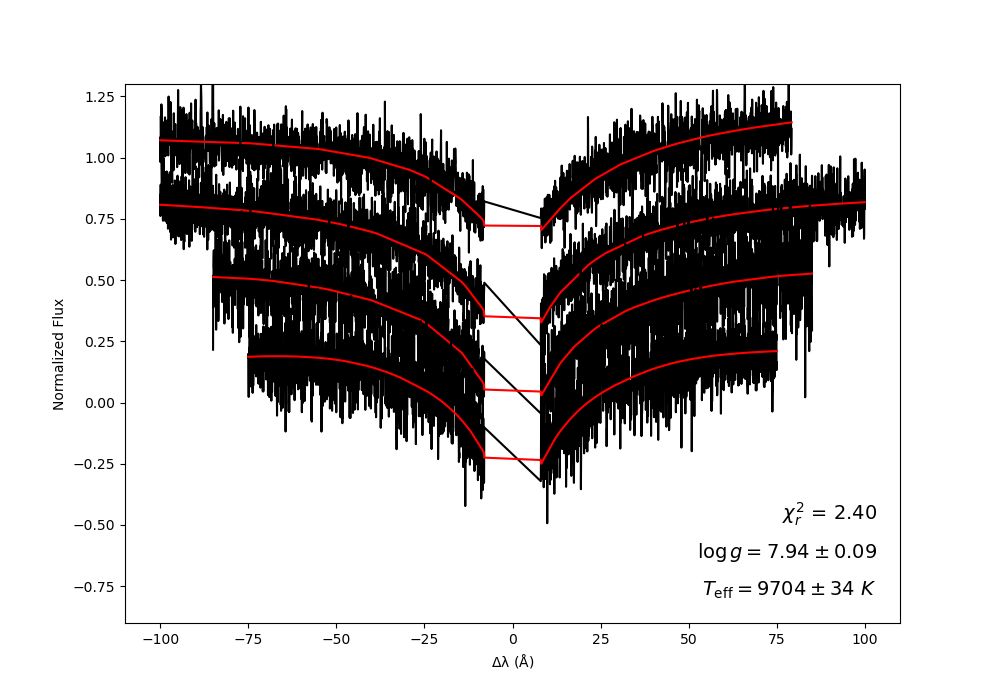 1.25
1.00
0.75
0.50
0.25
0.00
−0.25
−0.50
−0.75
Normalized Flux
χ²ᵣ = 2.40
log g = 7.94 ± 0.09
T_eff = 9704 ± 34 K
−100 −75 −50 −25 0 25 50 75 100
Δλ (Å)